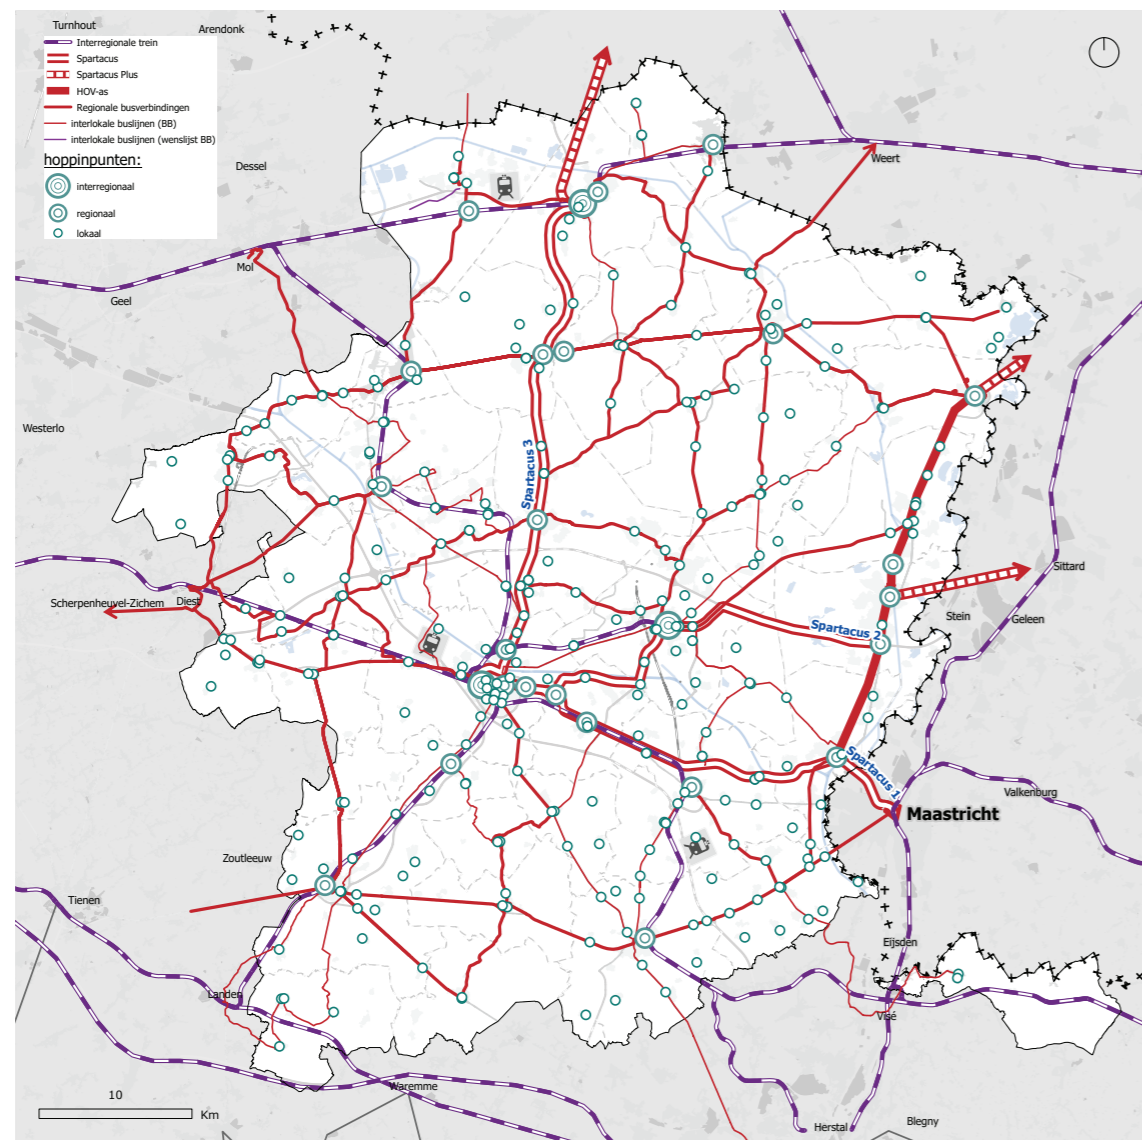 Turnhout
Arendonk
Interregionale trein
Spartacus
Spartacus Plus
HOV-as
Regionale busverbindingen
interlokale buslijnen (BB)
interlokale buslijnen (wenslijst BB)
hoppinpunten:
interregionaal
regionaal
lokaal
Dessel
Weert
Mol
Geel
Westerlo
Spartacus 3
Sittard
Scherpenheuvel-Zichem
Diest
Stein
Geleen
Spartacus 2
Spartacus 1
Valkenburg
Maastricht
Zoutleeuw
Tienen
Eijsden
Landen
Visé
Waremme
10
Km
Blegny
Herstal